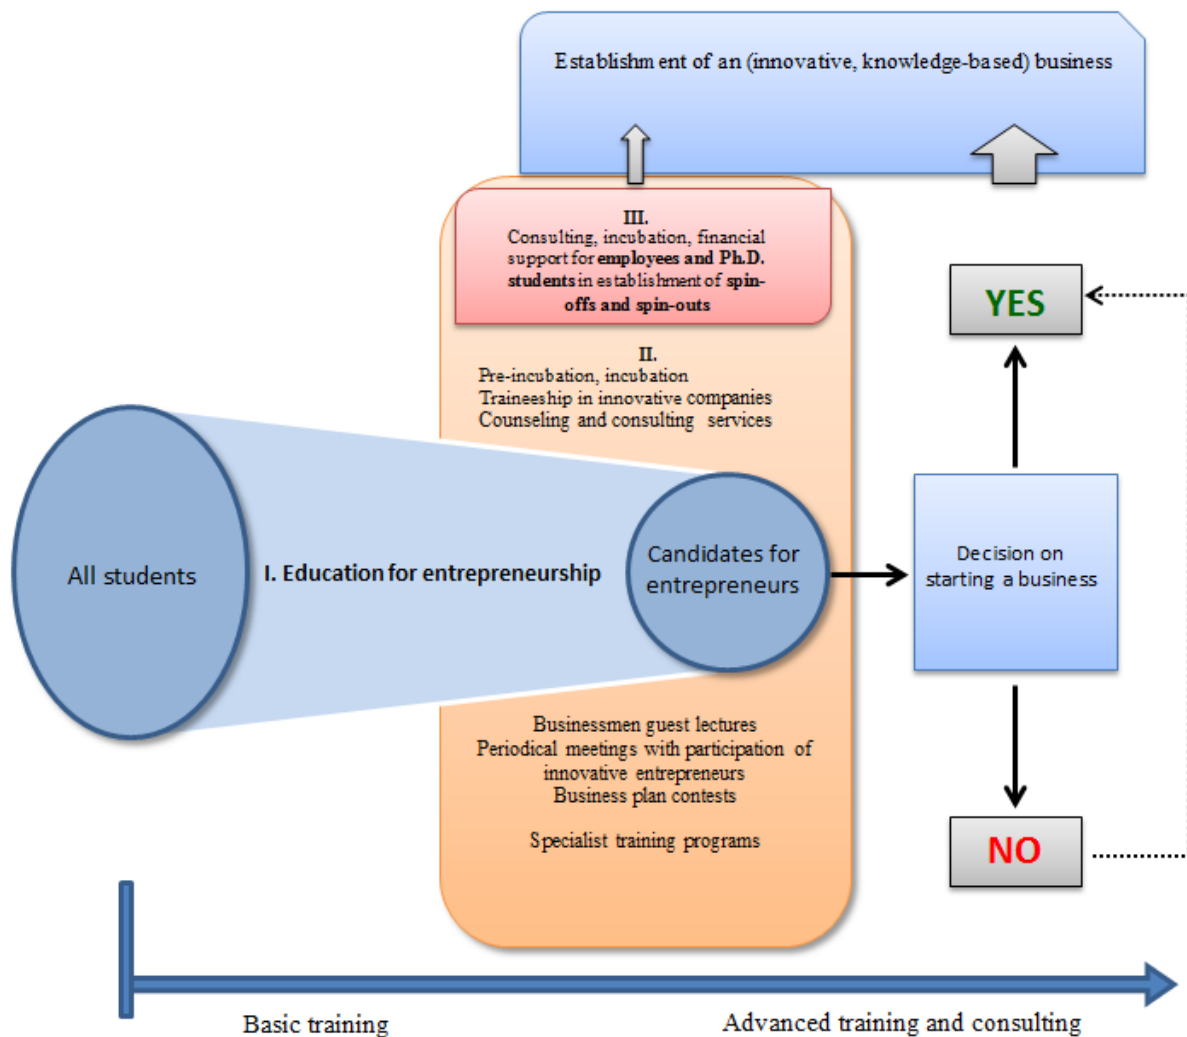 Establishment of an (innovative, knowledge-based) business
III.
Consulting, incubation, financial
support for employees and Ph.D.
students in establishment of spin-
offs and spin-outs
YES
II.
Pre-incubation, incubation
Traineeship in innovative companies
Counseling and consulting services
All students
I. Education for entrepreneurship
Candidates for
entrepreneurs
Decision on
starting a business
Businessmen guest lectures
Periodical meetings with participation of
innovative entrepreneurs
Business plan contests
Specialist training programs
NO
Basic training
Advanced training and consulting